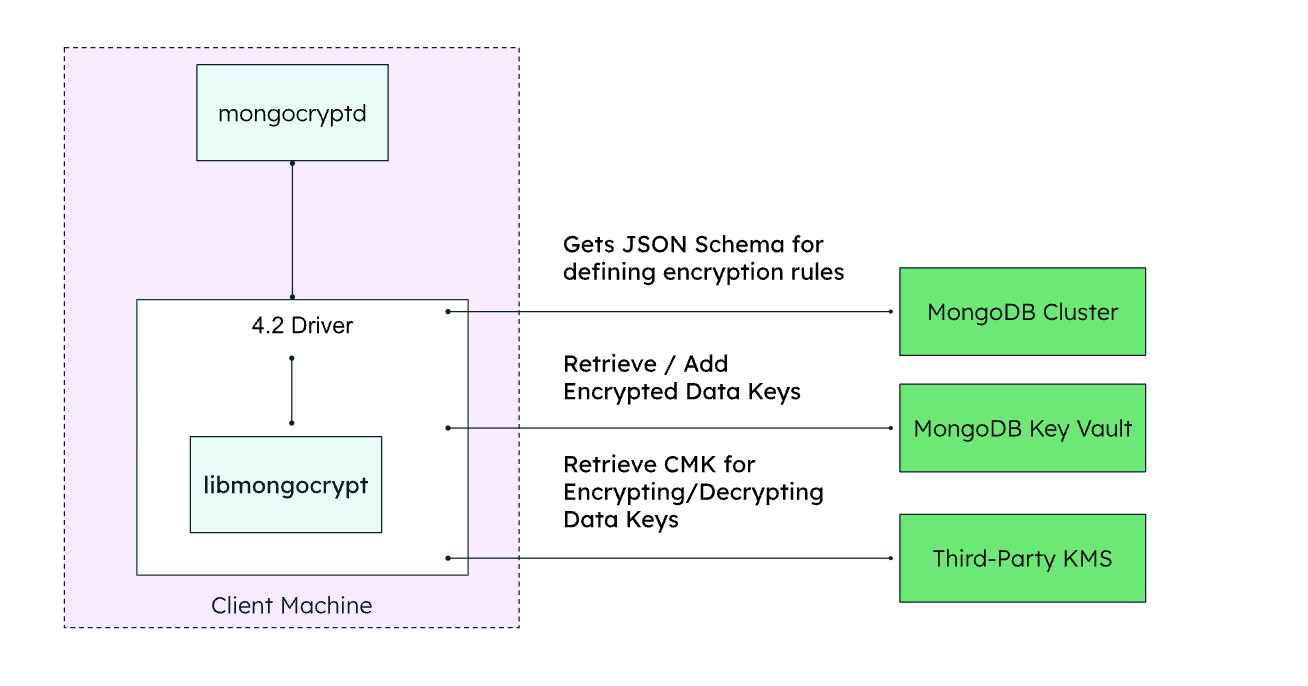 mongocryptd
Gets JSON Schema for
defining encryption rules
MongoDB Cluster
4.2 Driver
Retrieve / Add
Encrypted Data Keys
MongoDB Key Vault
Retrieve CMK for
Encrypting/Decrypting
Data Keys
libmongocrypt
Third-Party KMS
Client Machine